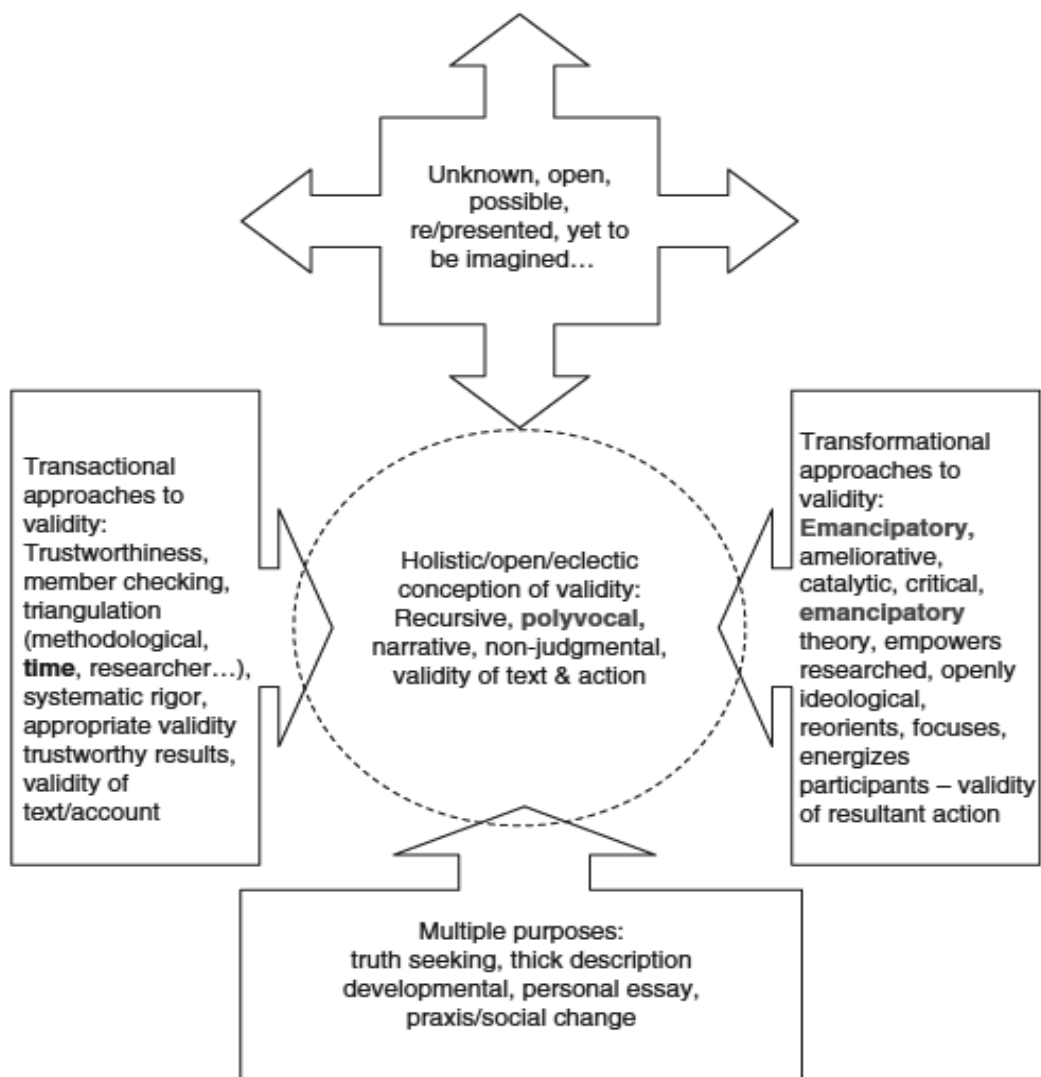 Unknown, open,
possible,
re/presented, yet to
be imagined…
Transactional
approaches to
validity:
Trustworthiness,
member checking,
triangulation
(methodological,
time, researcher…),
systematic rigor,
appropriate validity
trustworthy results,
validity of
text/account
Holistic/open/eclectic
conception of validity:
Recursive, polyvocal,
narrative, non-judgmental,
validity of text & action
Transformational
approaches to
validity:
Emancipatory,
ameliorative,
catalytic, critical,
emancipatory
theory, empowers
researched, openly
ideological,
reorients, focuses,
energizes
participants – validity
of resultant action
Multiple purposes:
truth seeking, thick description
developmental, personal essay,
praxis/social change